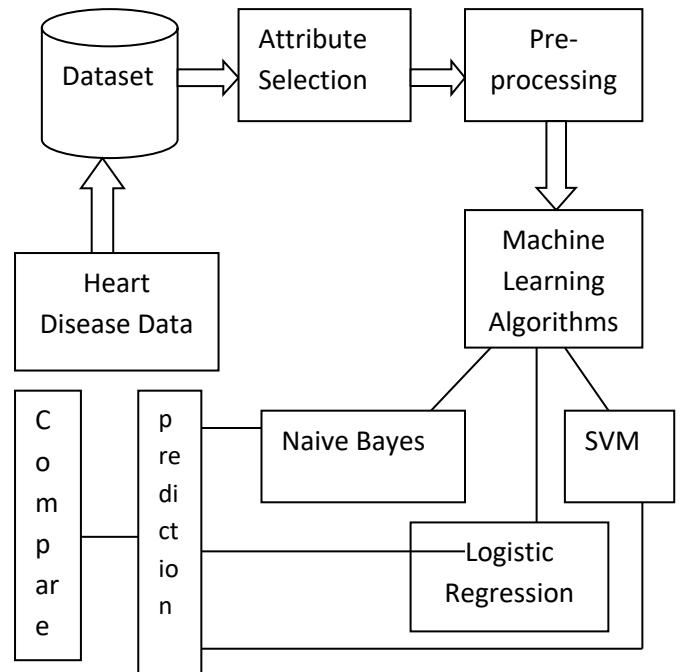 Dataset
Attribute
Selection
Pre-
processing
Heart
Disease Data
Machine
Learning
Algorithms
C
o
m
p
ar
e
p
re
di
ct
io
n
Naive Bayes
SVM
Logistic
Regression